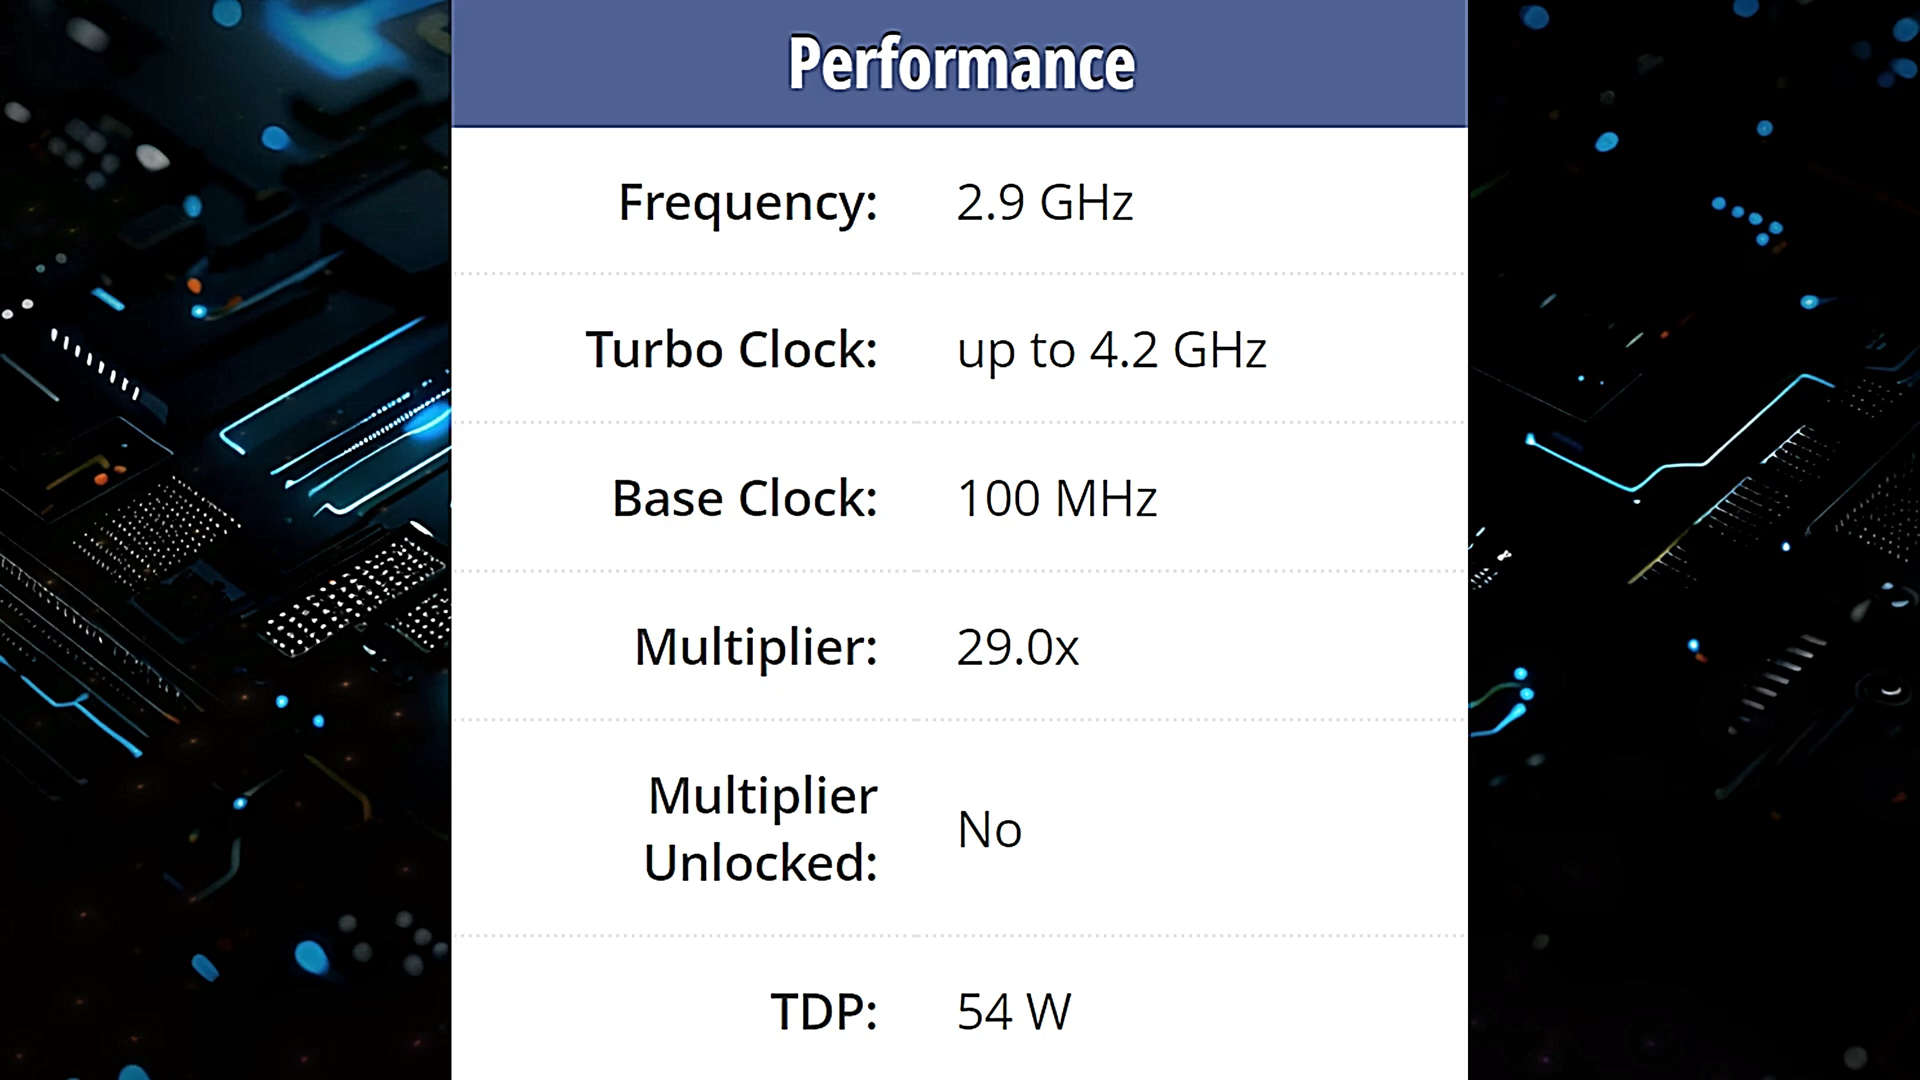 Performance
Frequency: 2.9 GHz
Turbo Clock: up to 4.2 GHz
Base Clock: 100 MHz
Multiplier: 29.0x
Multiplier
Unlocked: No
TDP: 54 W